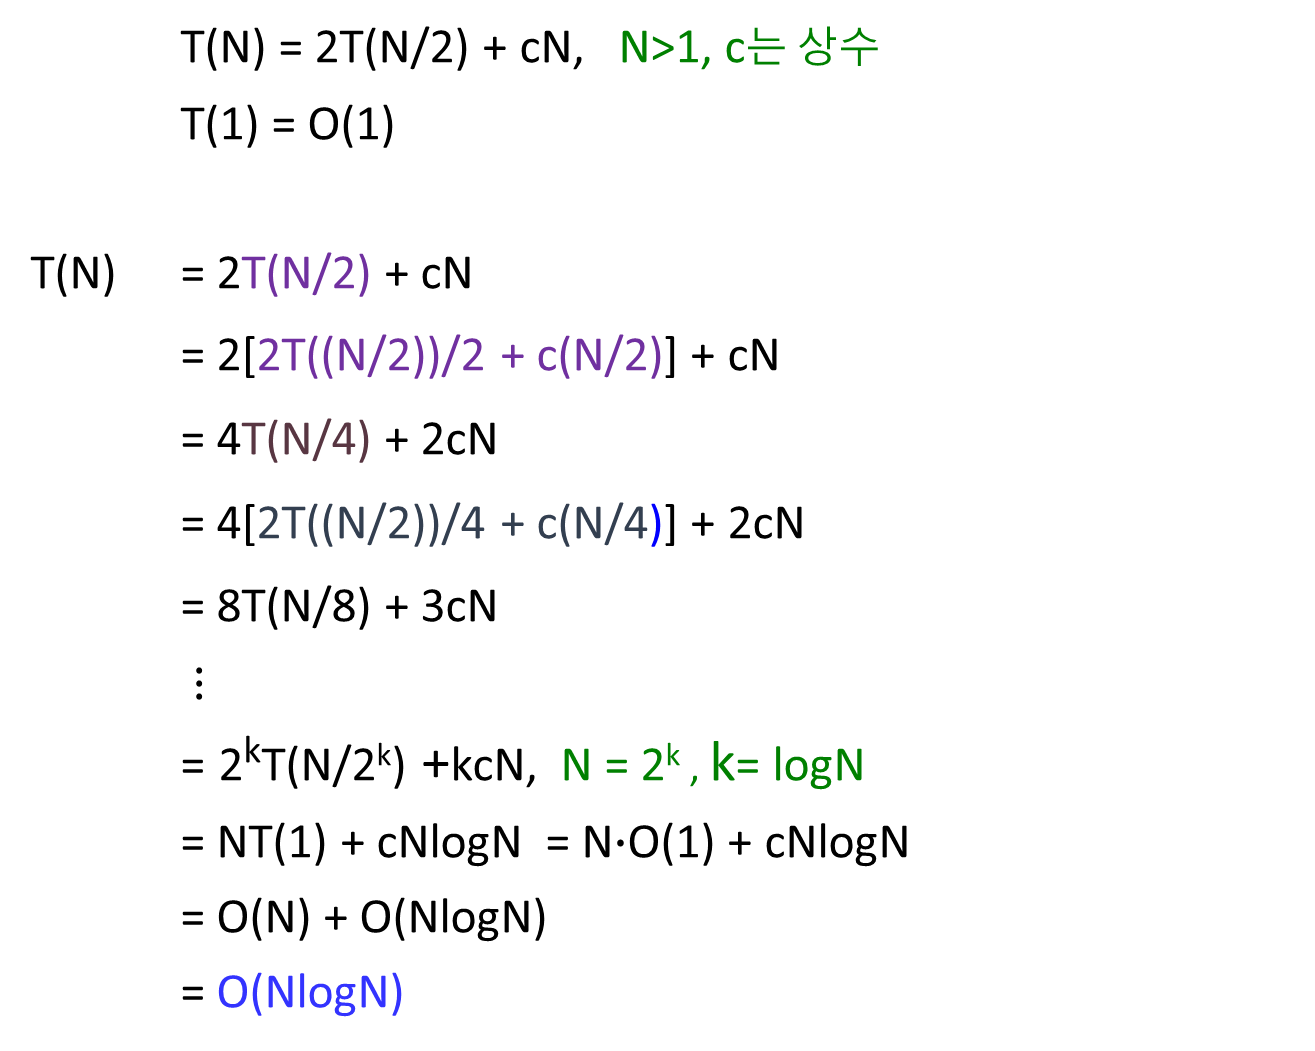 T(N) = 2T(N/2) + cN, N>1, c는 상수
T(1) = O(1)
T(N) = 2T(N/2) + cN
= 2[2T((N/2))/2 + c(N/2)] + cN
= 4T(N/4) + 2cN
= 4[2T((N/2))/4 + c(N/4)] + 2cN
= 8T(N/8) + 3cN
⋮
= 2ᵏT(N/2ᵏ) +kcN, N = 2ᵏ , k= logN
= NT(1) + cNlogN = N·O(1) + cNlogN
= O(N) + O(NlogN)
= O(NlogN)